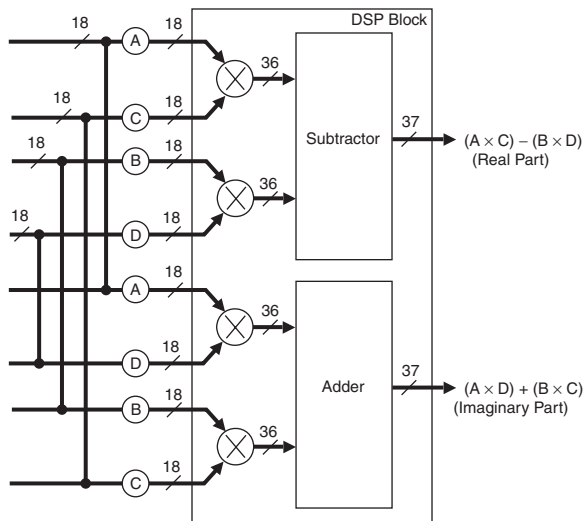 DSP Block
18
A
18
36
18
C
18
Subtractor
37
(A × C) – (B × D)
(Real Part)
18
B
18
36
18
D
18
A
18
36
D
18
Adder
37
(A × D) + (B × C)
(Imaginary Part)
B
18
36
C
18